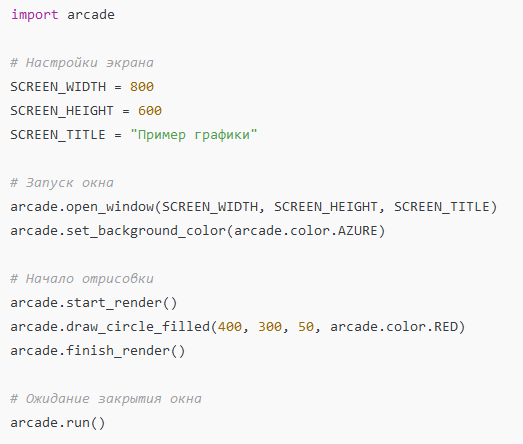 import arcade
# Настройки экрана
SCREEN_WIDTH = 800
SCREEN_HEIGHT = 600
SCREEN_TITLE = "Пример графики"
# Запуск окна
arcade.open_window(SCREEN_WIDTH, SCREEN_HEIGHT, SCREEN_TITLE)
arcade.set_background_color(arcade.color.AZURE)
# Начало отрисовки
arcade.start_render()
arcade.draw_circle_filled(400, 300, 50, arcade.color.RED)
arcade.finish_render()
# Ожидание закрытия окна
arcade.run()